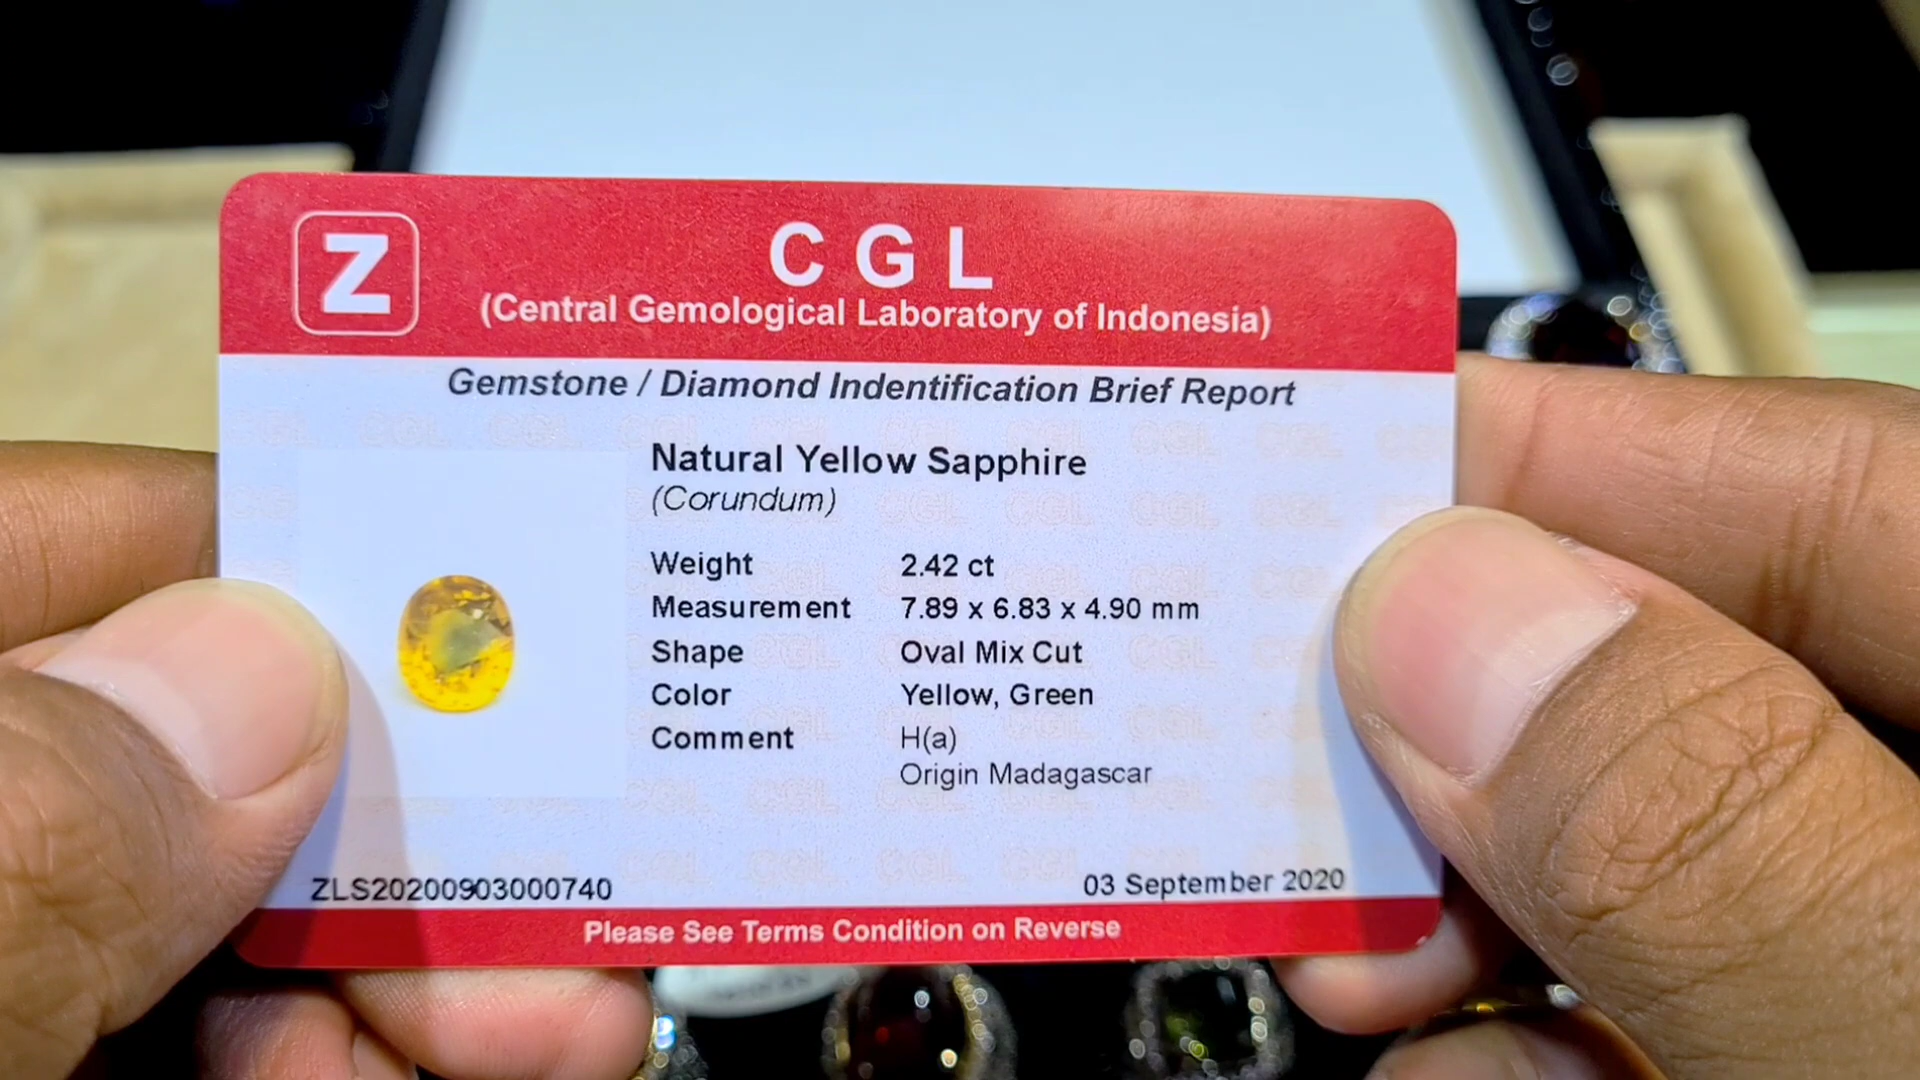 Z
CGL
(Central Gemological Laboratory of Indonesia)
Gemstone / Diamond Indentification Brief Report
Natural Yellow Sapphire
(Corundum)
Weight 2.42 ct
Measurement 7.89 x 6.83 x 4.90 mm
Shape Oval Mix Cut
Color Yellow, Green
Comment H(a)
Origin Madagascar
ZLS20200903000740 03 September 2020
Please See Terms Condition on Reverse